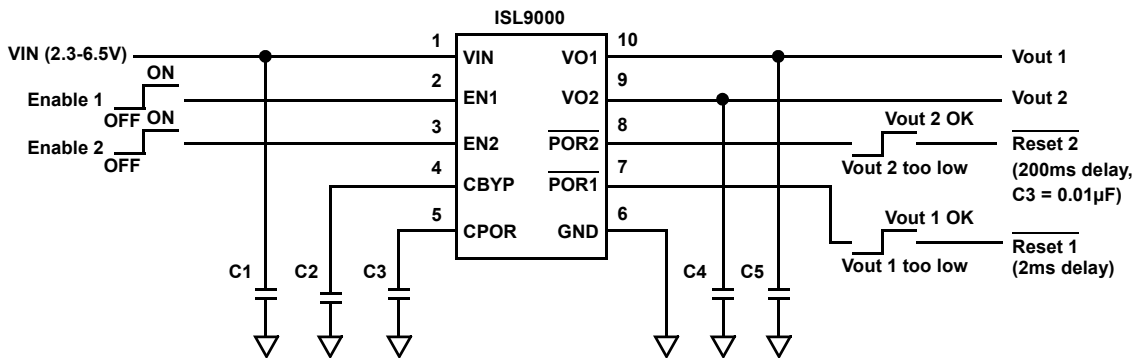 ISL9000
VIN (2.3-6.5V)
1
VIN
VO1
10
Vout 1
ON
Enable 1
OFF
2
EN1
VO2
9
Vout 2
ON
Enable 2
OFF
3
EN2
POR2
8
Vout 2 OK
Vout 2 too low
Reset 2
(200ms delay,
C3 = 0.01µF)
4
CBYP
POR1
7
Vout 1 OK
Vout 1 too low
Reset 1
(2ms delay)
5
CPOR
GND
6
C1
C2
C3
C4
C5